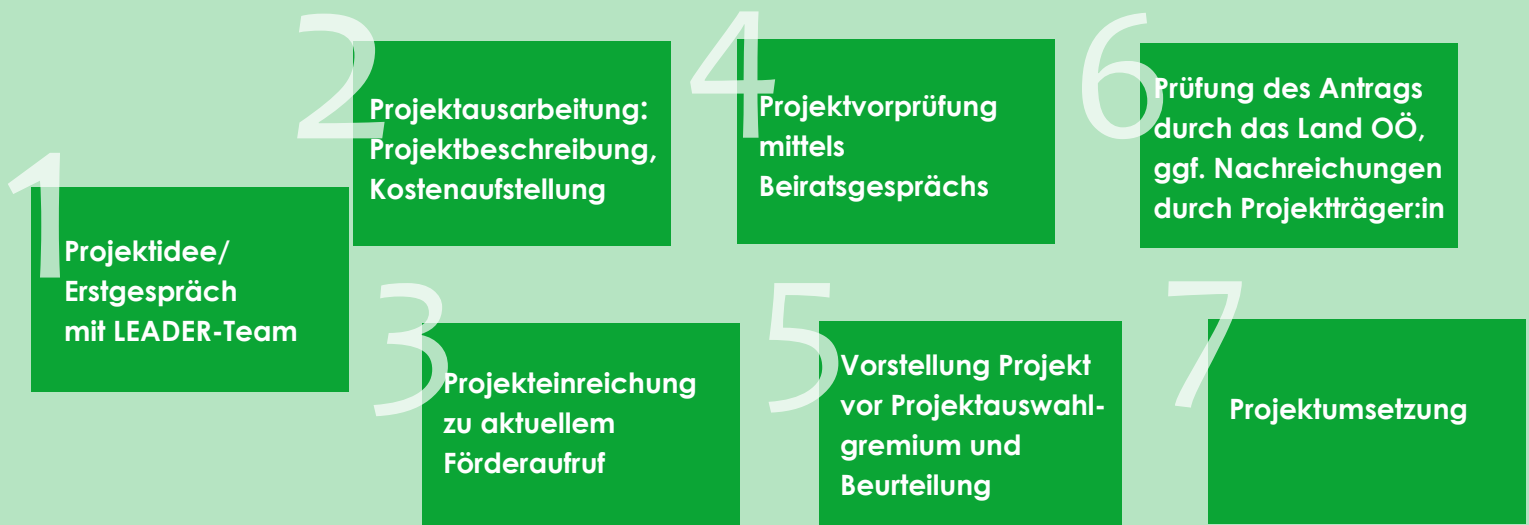 1
Projektidee/
Erstgespräch
mit LEADER-Team
2
Projektausarbeitung:
Projektbeschreibung,
Kostenaufstellung
3
Projekteinreichung
zu aktuellem
Förderaufruf
4
Projektvorprüfung
mittels
Beiratsgesprächs
5
Vorstellung Projekt
vor Projektauswahl-
gremium und
Beurteilung
6
Prüfung des Antrags
durch das Land OÖ,
ggf. Nachreichungen
durch Projektträger:in
7
Projektumsetzung